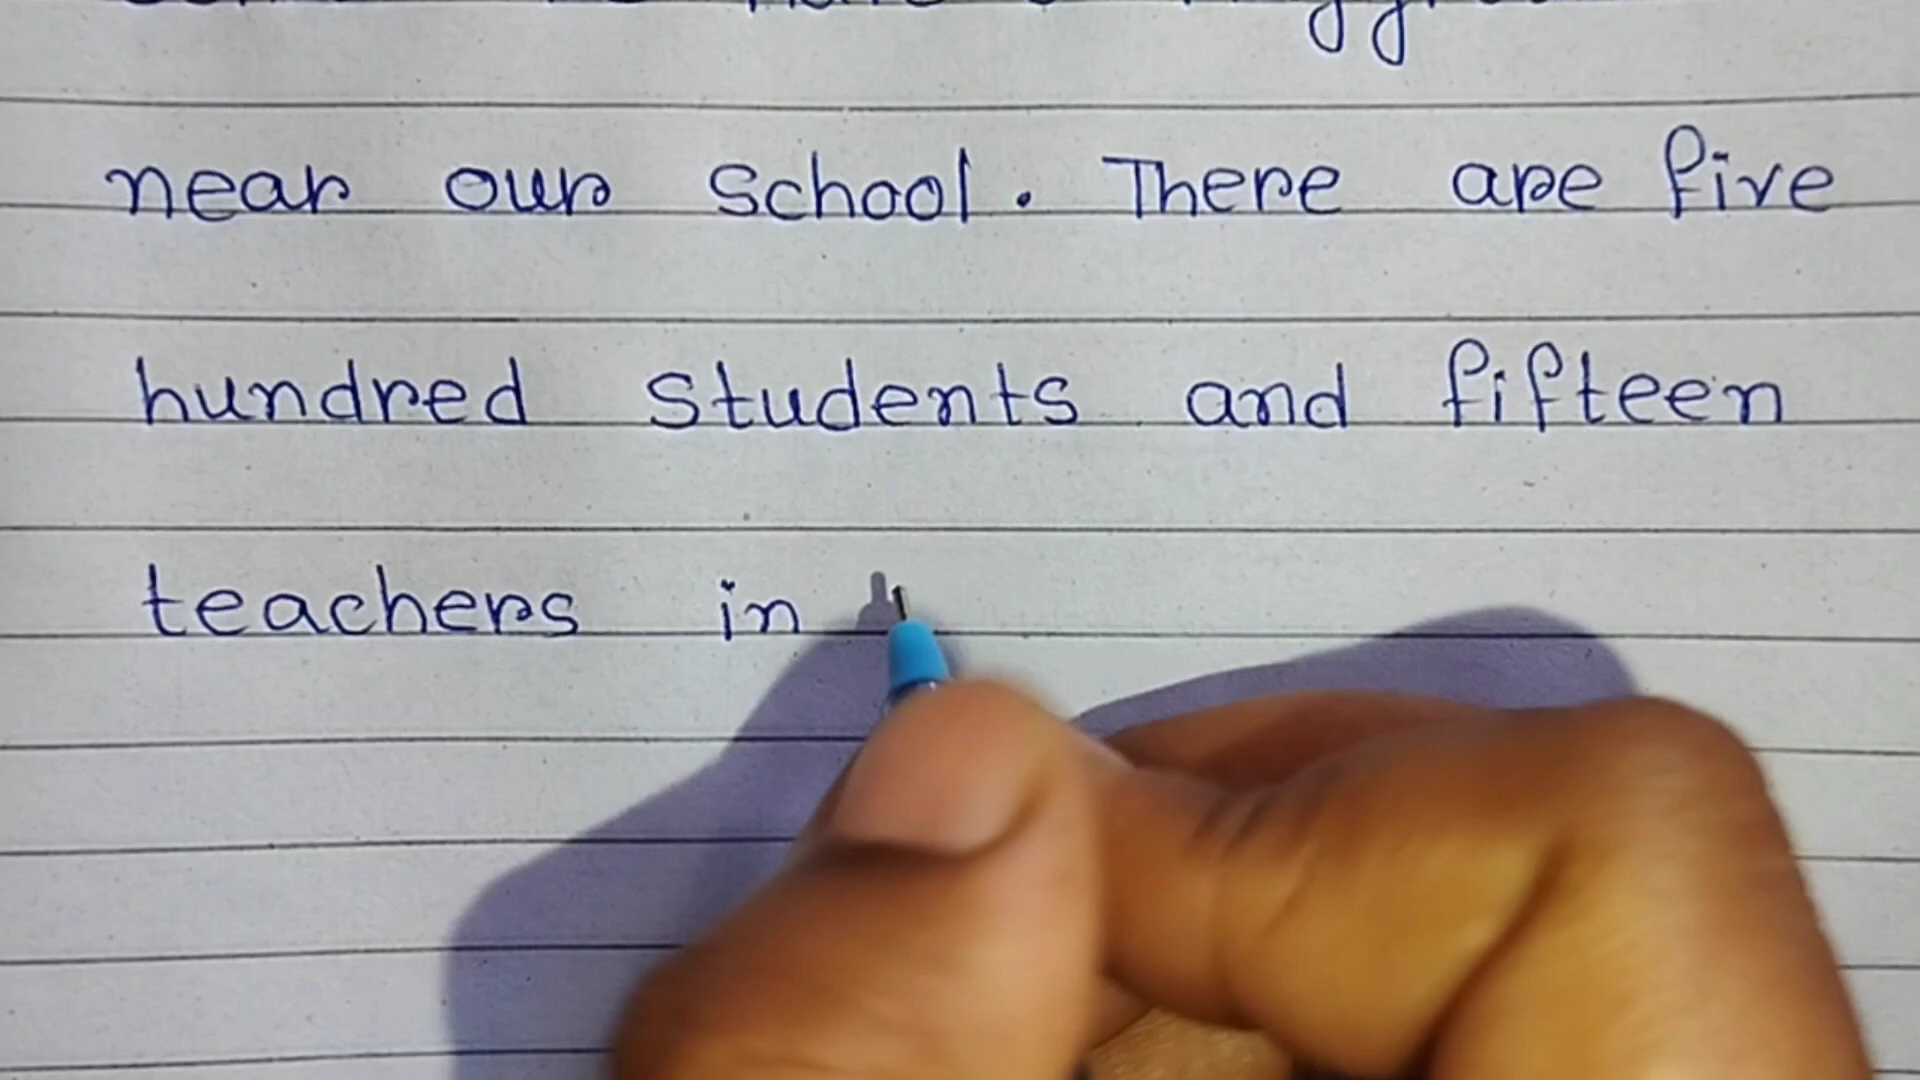 near our school. There are five
hundred students and fifteen
teachers in